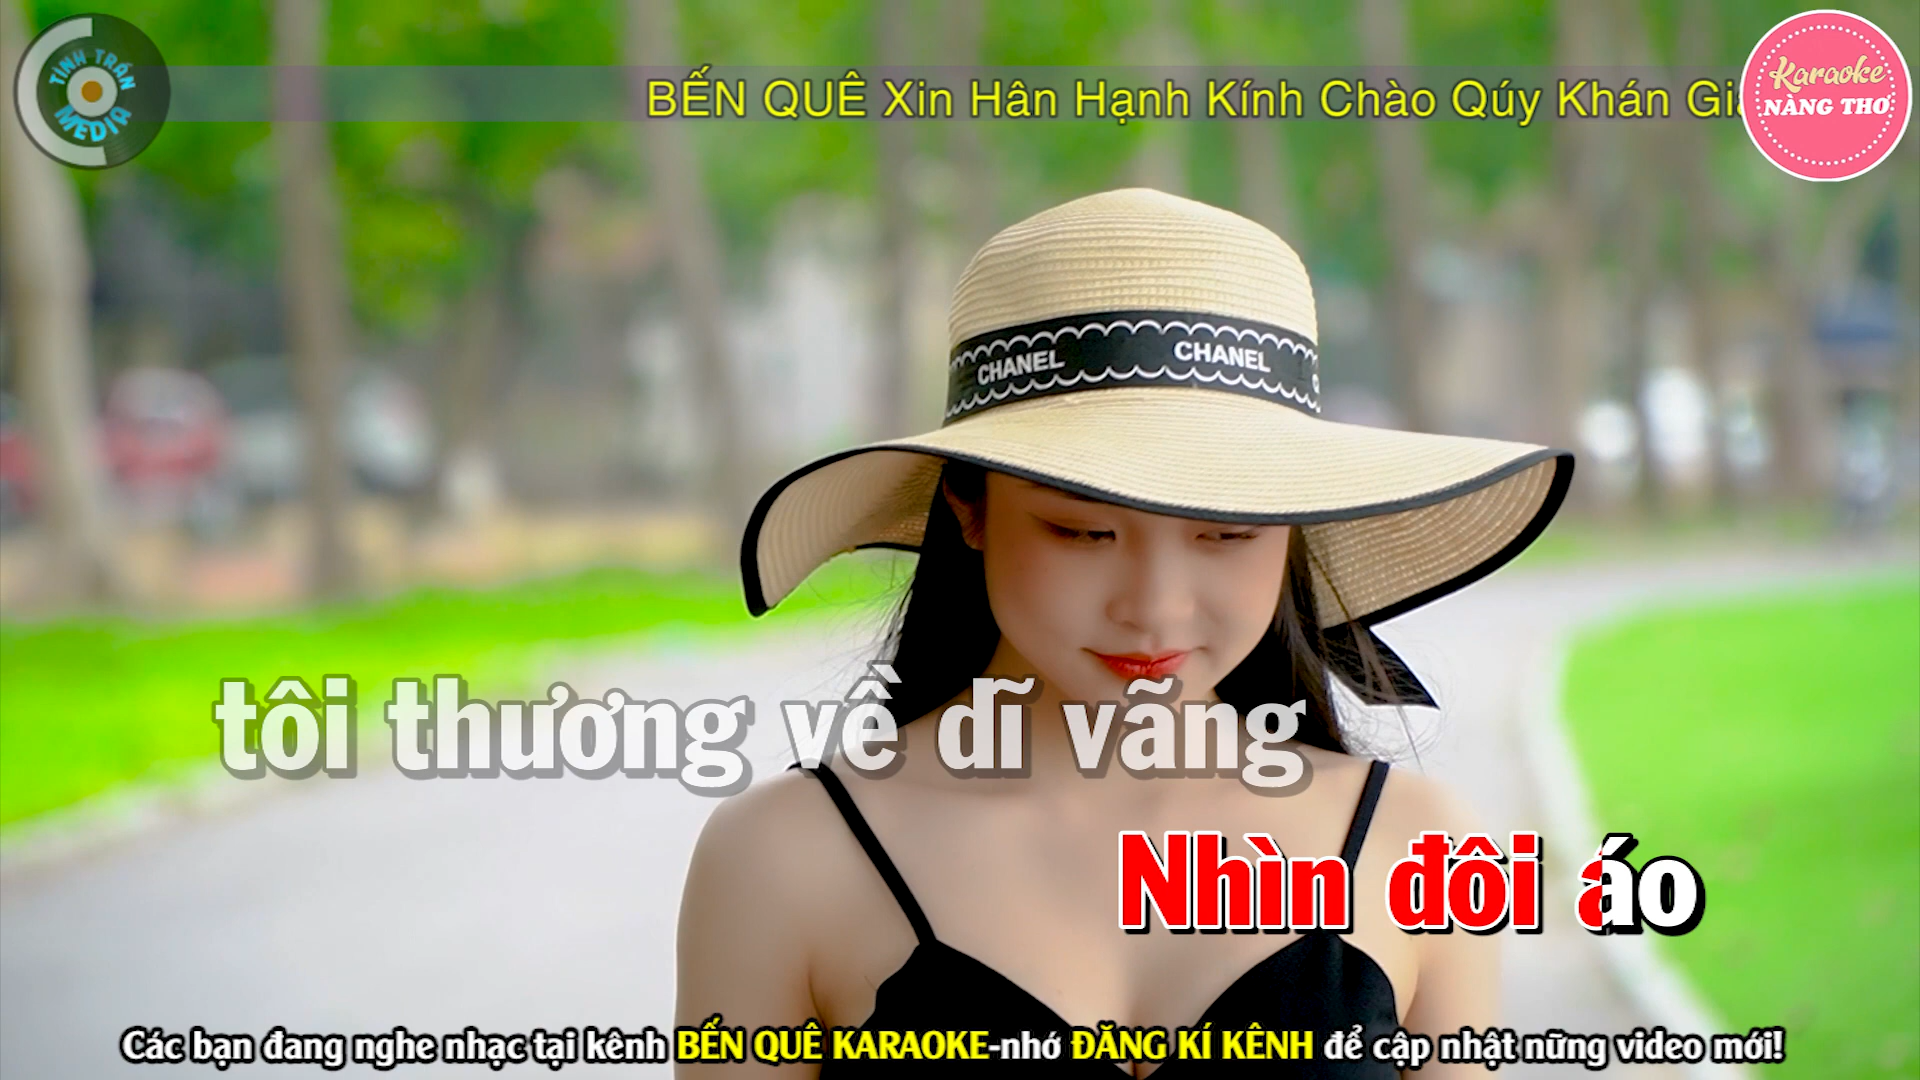 TÌNH TRẦN
MEDIA
BẾN QUÊ Xin Hân Hạnh Kính Chào Qúy Khán Giả
Karaoke
NÀNG THƠ
CHANEL CHANEL
tôi thương về dĩ vãng
Nhìn đôi áo
Các bạn đang nghe nhạc tại kênh BẾN QUÊ KARAOKE-nhớ ĐĂNG KÍ KÊNH để cập nhật nững video mới!